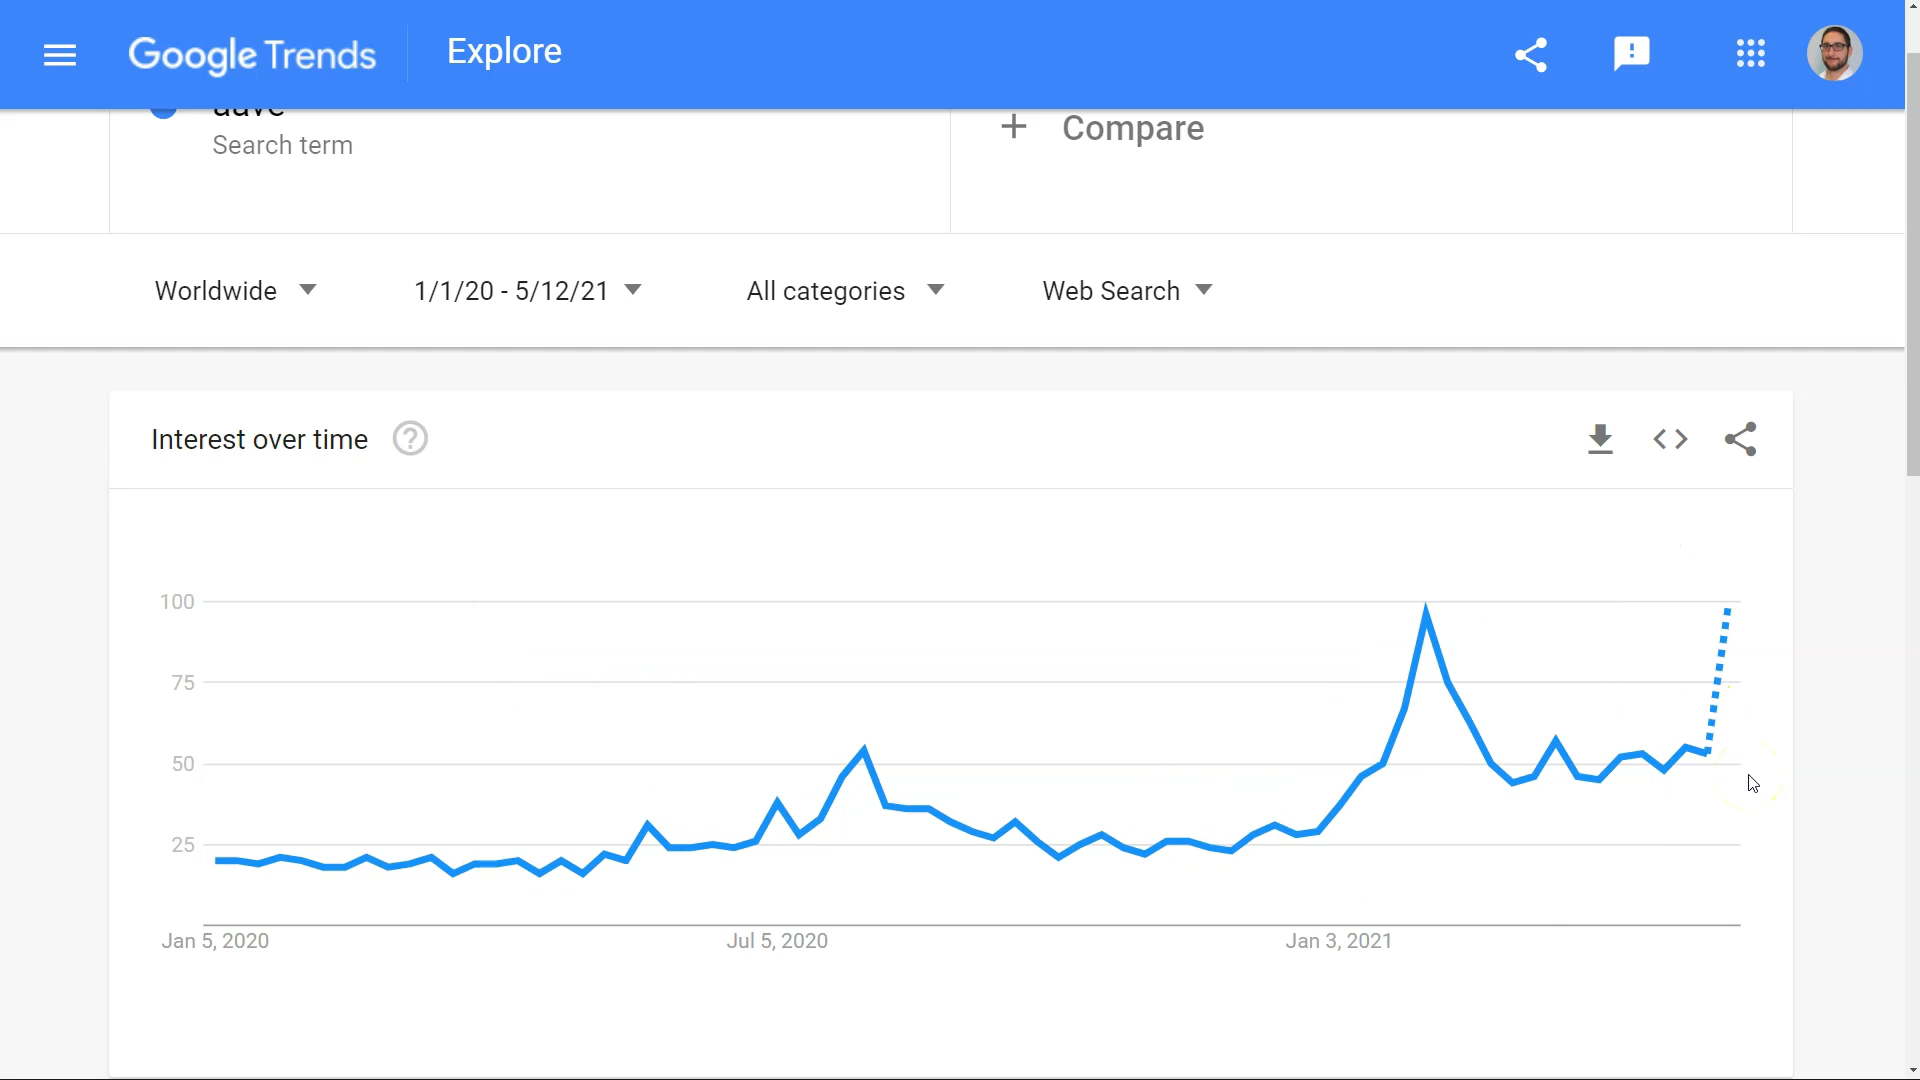 Google Trends Explore
aave
Search term
+ Compare
Worldwide 1/1/20 - 5/12/21 All categories Web Search
Interest over time ?
100
75
50
25
Jan 5, 2020 Jul 5, 2020 Jan 3, 2021